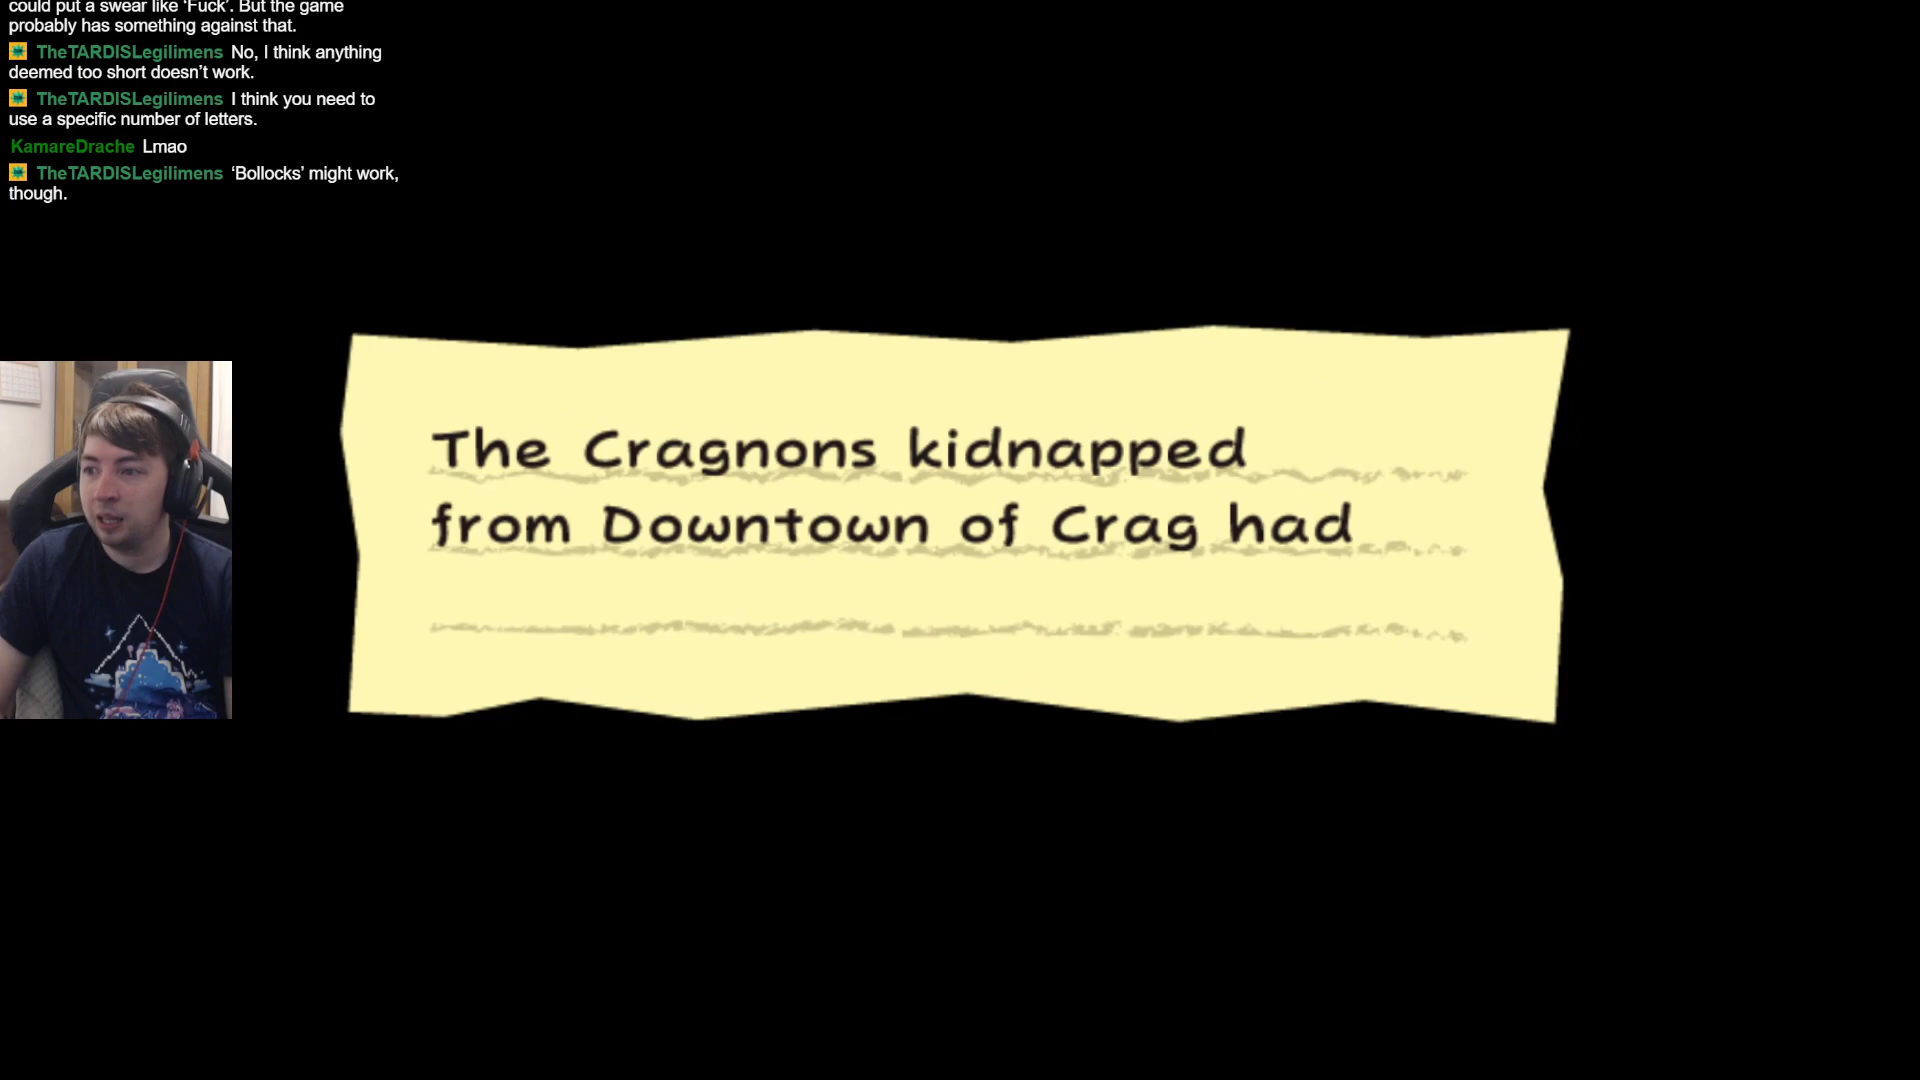 could put a swear like ‘Fuck’. But the game
probably has something against that.
TheTARDISLegilimens No, I think anything
deemed too short doesn’t work.
TheTARDISLegilimens I think you need to
use a specific number of letters.
KamareDrache Lmao
TheTARDISLegilimens ‘Bollocks’ might work,
though.
The Cragnons kidnapped
from Downtown of Crag had